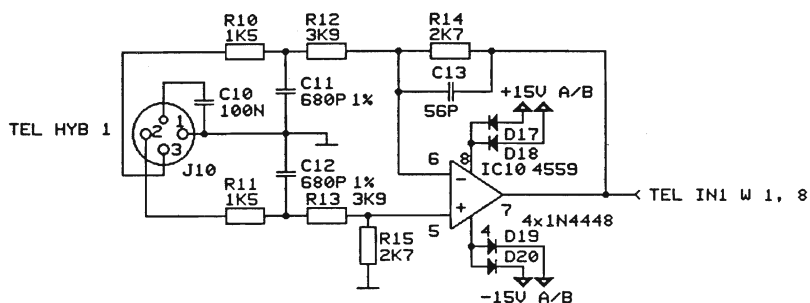 R10
1K5
R12
3K9
R14
2K7
C13
56P
+15V A/B
C10
100N
C11
680P 1%
TEL HYB 1
2
1
3
J10
D17
D18
8
IC10 4559
6
-
+
5
7
TEL IN1 W 1, 8
C12
680P 1%
R11
1K5
R13
3K9
R15
2K7
4x1N4448
4
D19
D20
-15V A/B